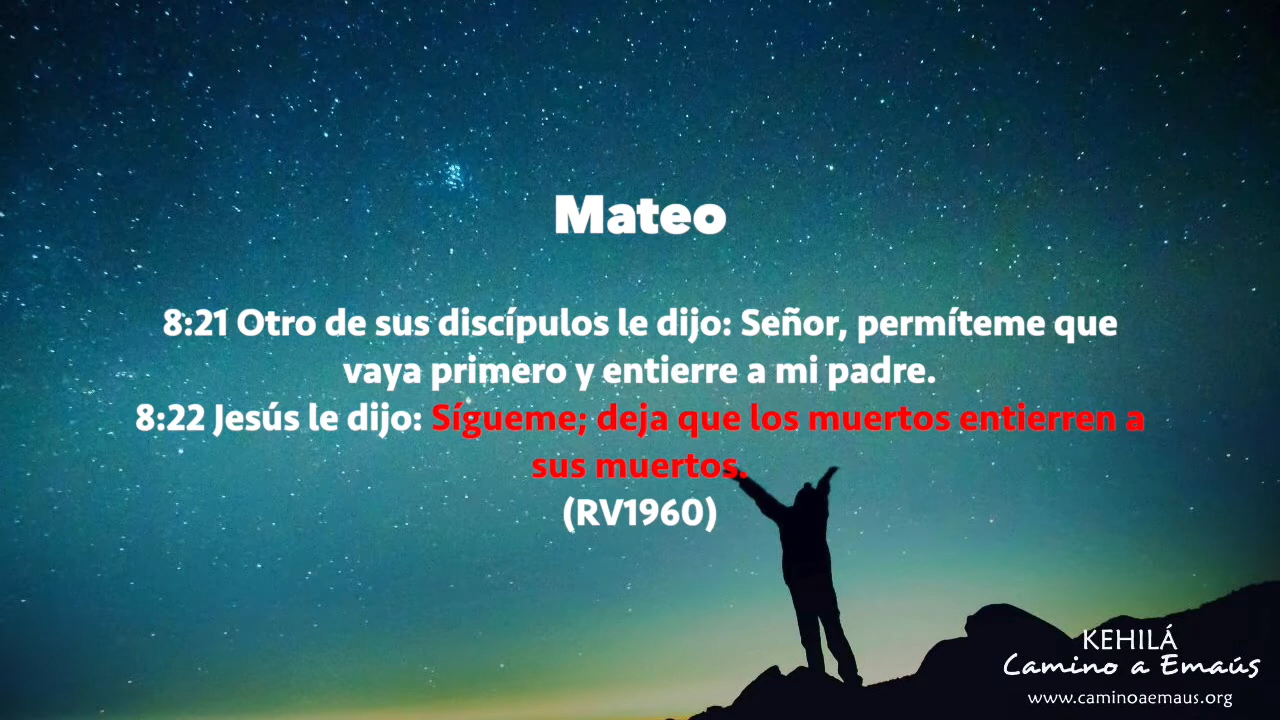 Mateo
8:21 Otro de sus discípulos le dijo: Señor, permíteme que
vaya primero y entierre a mi padre.
8:22 Jesús le dijo: Sígueme; deja que los muertos entierren a
sus muertos.
(RV1960)
KEHILÁ
Camino a Emaús
www.caminoaemaus.org